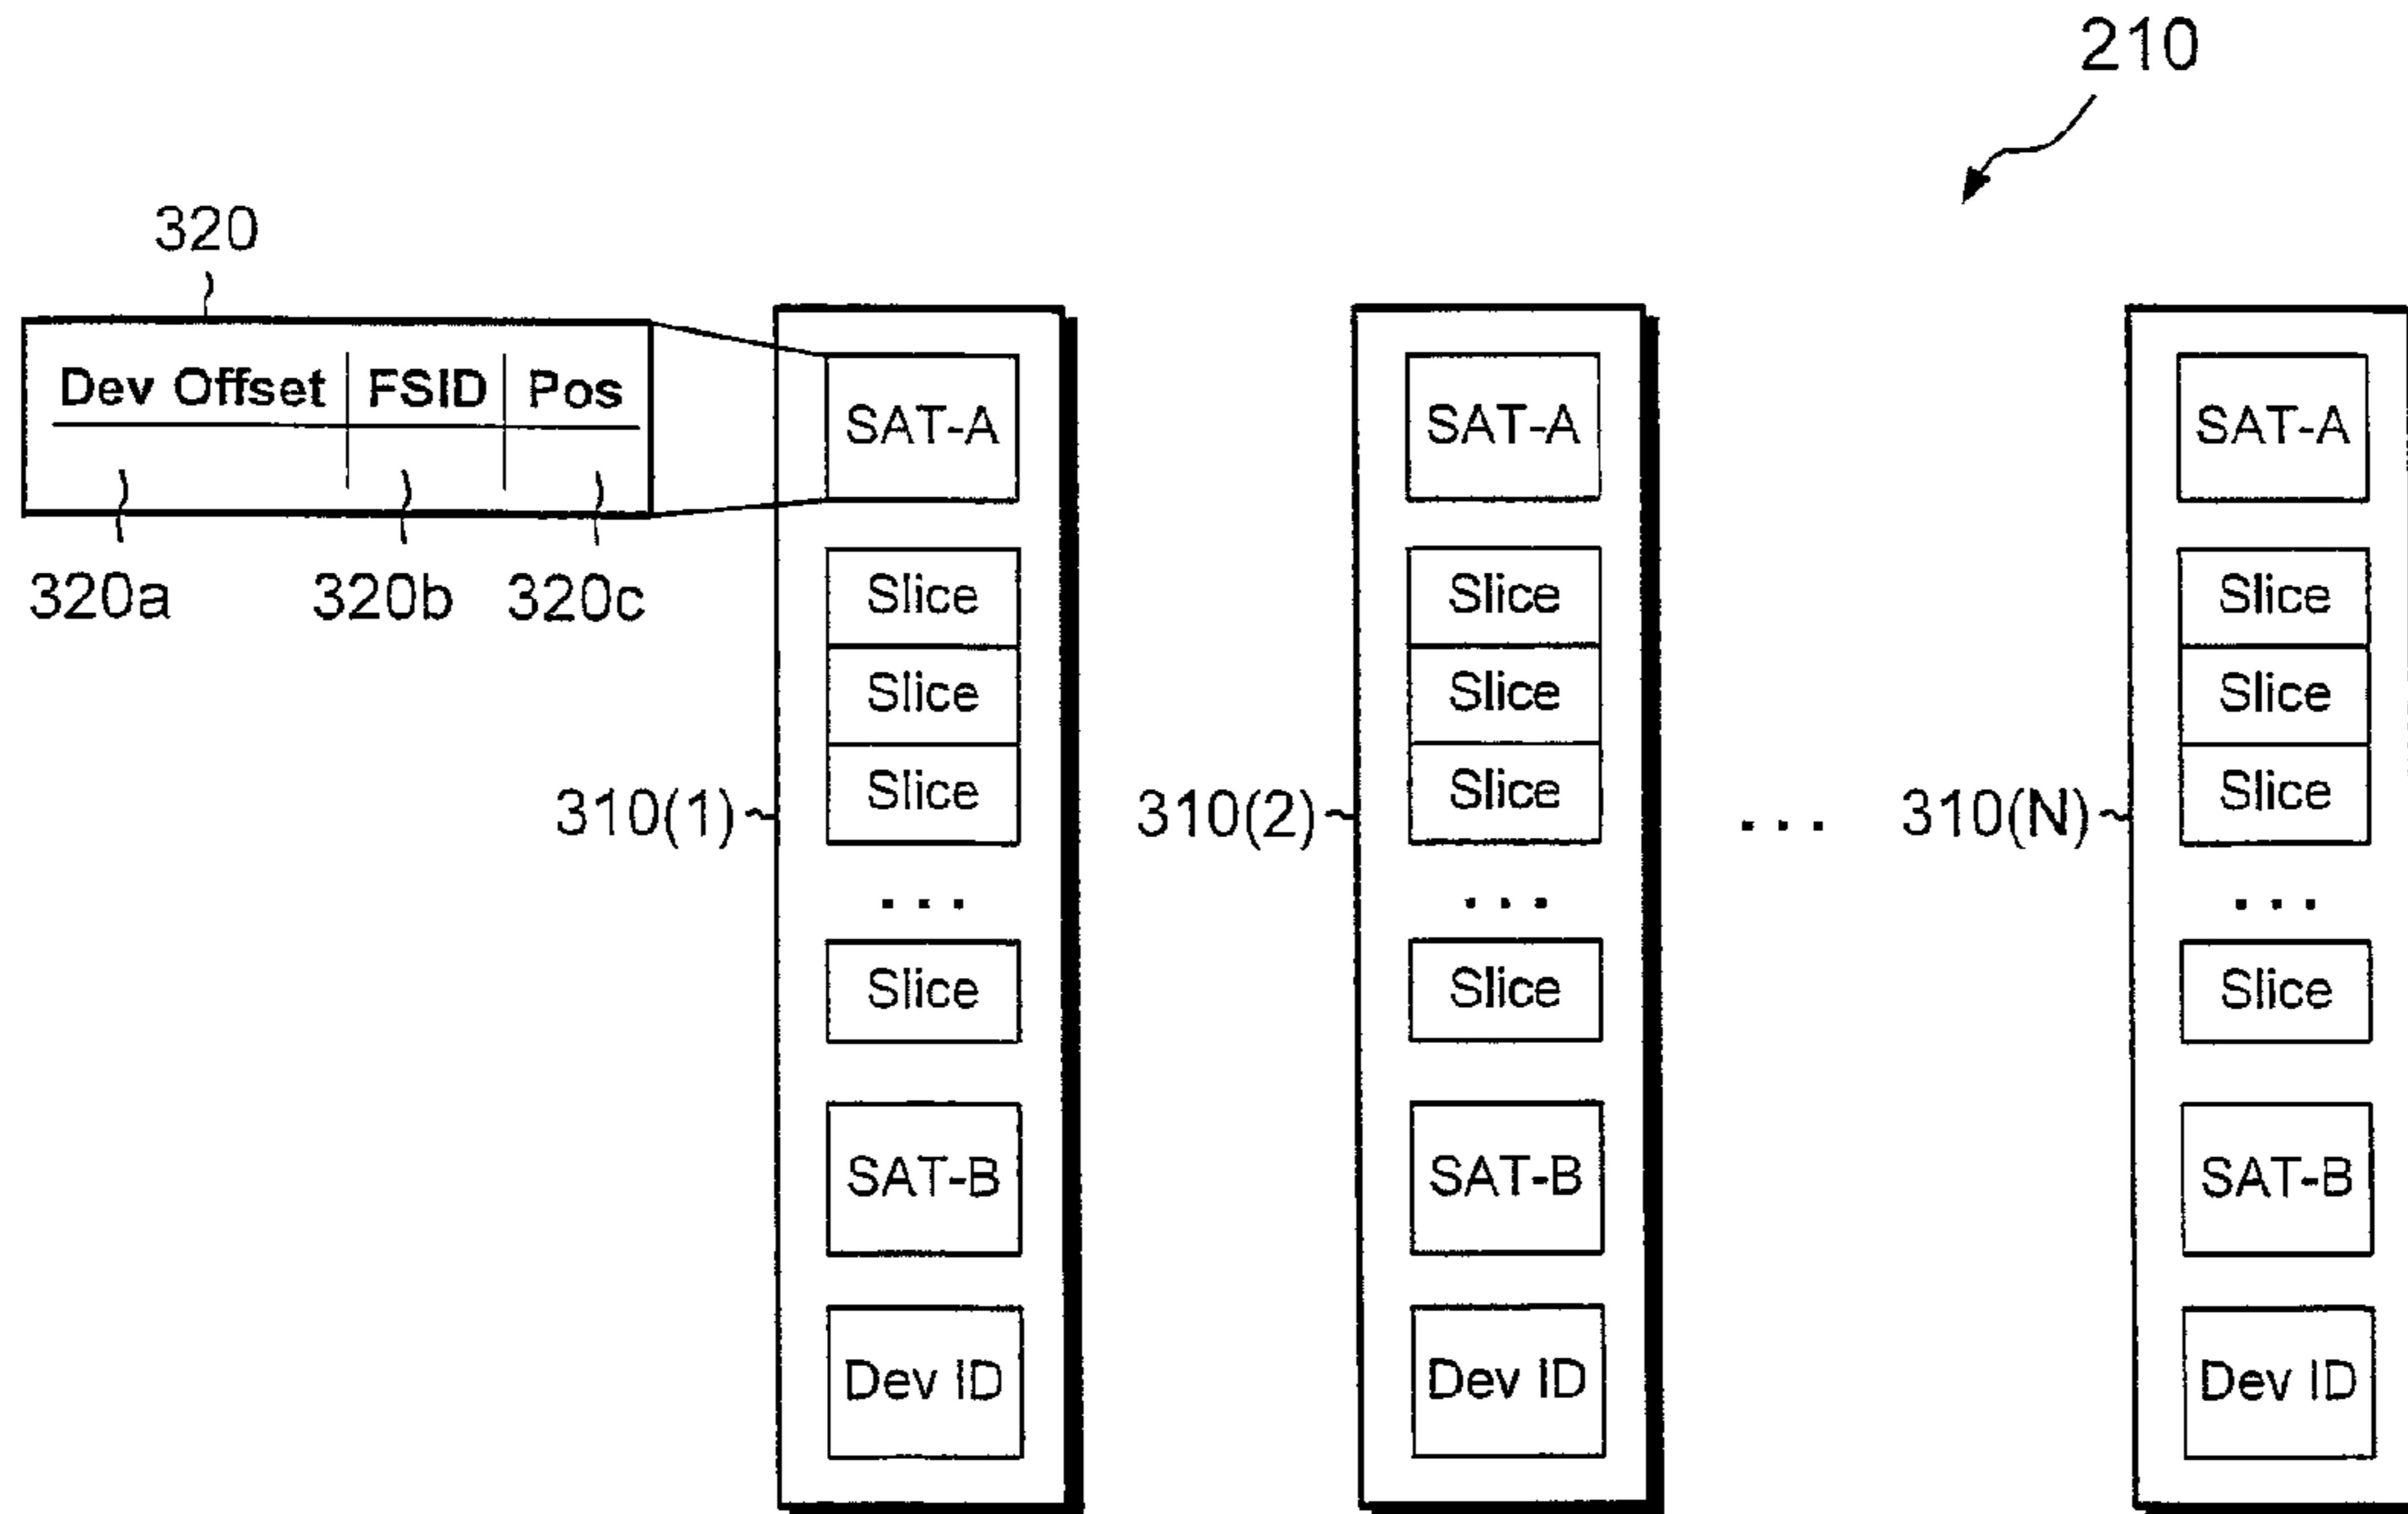 210
320
Dev Offset FSID Pos
320a 320b 320c
SAT-A SAT-A SAT-A
Slice Slice Slice
Slice Slice Slice
Slice Slice Slice
310(1) 310(2) ... 310(N)
... ... ...
Slice Slice Slice
SAT-B SAT-B SAT-B
Dev ID Dev ID Dev ID